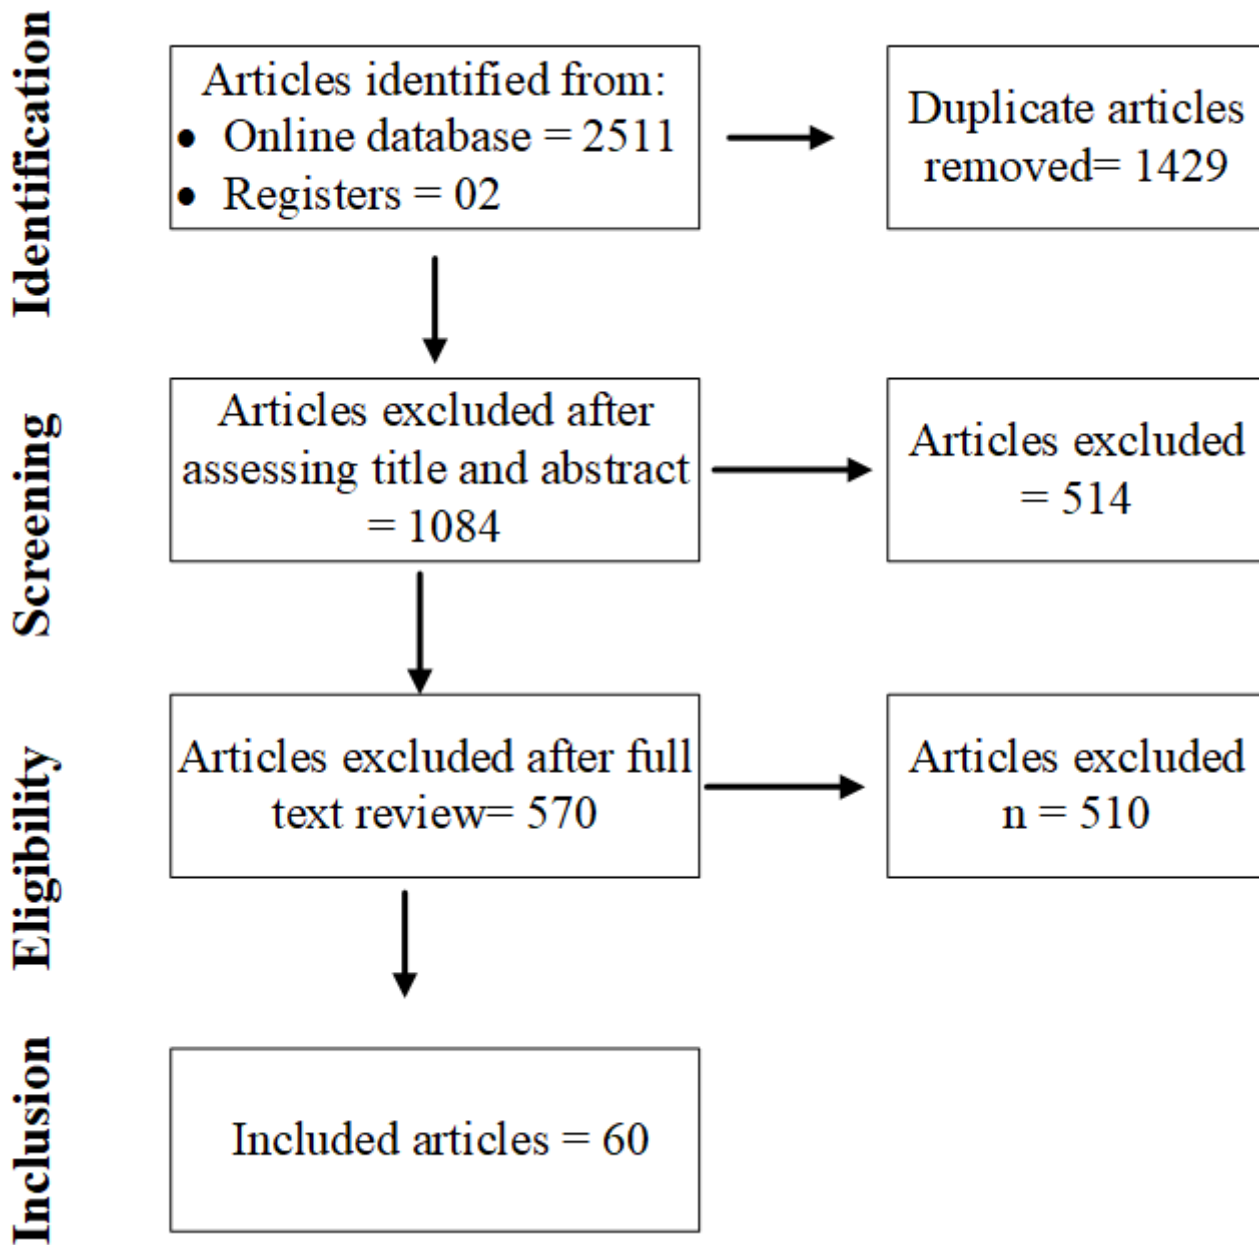 Identification
Articles identified from:
• Online database = 2511
• Registers = 02
Duplicate articles
removed= 1429
Screening
Articles excluded after
assessing title and abstract
= 1084
Articles excluded
= 514
Eligibility
Articles excluded after full
text review= 570
Articles excluded
n = 510
Inclusion
Included articles = 60